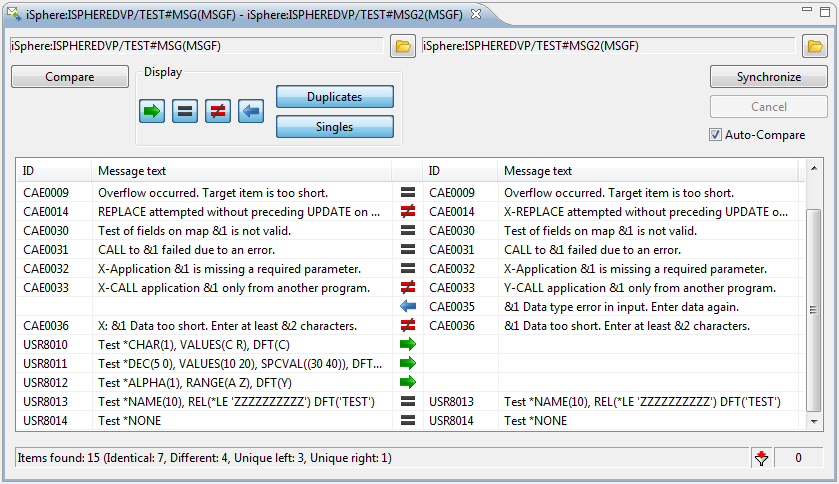 iSphere:ISPHEREDVP/TEST#MSG(MSGF) - iSphere:ISPHEREDVP/TEST#MSG2(MSGF)
iSphere:ISPHEREDVP/TEST#MSG(MSGF) iSphere:ISPHEREDVP/TEST#MSG2(MSGF)
Compare Display Synchronize
Duplicates Cancel
Singles Auto-Compare
ID Message text ID Message text
CAE0009 Overflow occurred. Target item is too short. = CAE0009 Overflow occurred. Target item is too short.
CAE0014 REPLACE attempted without preceding UPDATE on ... ≠ CAE0014 X-REPLACE attempted without preceding UPDATE o...
CAE0030 Test of fields on map &1 is not valid. = CAE0030 Test of fields on map &1 is not valid.
CAE0031 CALL to &1 failed due to an error. = CAE0031 CALL to &1 failed due to an error.
CAE0032 X-Application &1 is missing a required parameter. = CAE0032 X-Application &1 is missing a required parameter.
CAE0033 X-CALL application &1 only from another program. ≠ CAE0033 Y-CALL application &1 only from another program.
CAE0035 &1 Data type error in input. Enter data again.
CAE0036 X: &1 Data too short. Enter at least &2 characters. ≠ CAE0036 &1 Data too short. Enter at least &2 characters.
USR8010 Test *CHAR(1), VALUES(C R), DFT(C)
USR8011 Test *DEC(5 0), VALUES(10 20), SPCVAL((30 40)), DFT...
USR8012 Test *ALPHA(1), RANGE(A Z), DFT(Y)
USR8013 Test *NAME(10), REL(*LE 'ZZZZZZZZZZ') DFT('TEST') = USR8013 Test *NAME(10), REL(*LE 'ZZZZZZZZZZ') DFT('TEST')
USR8014 Test *NONE = USR8014 Test *NONE
Items found: 15 (Identical: 7, Different: 4, Unique left: 3, Unique right: 1) 0